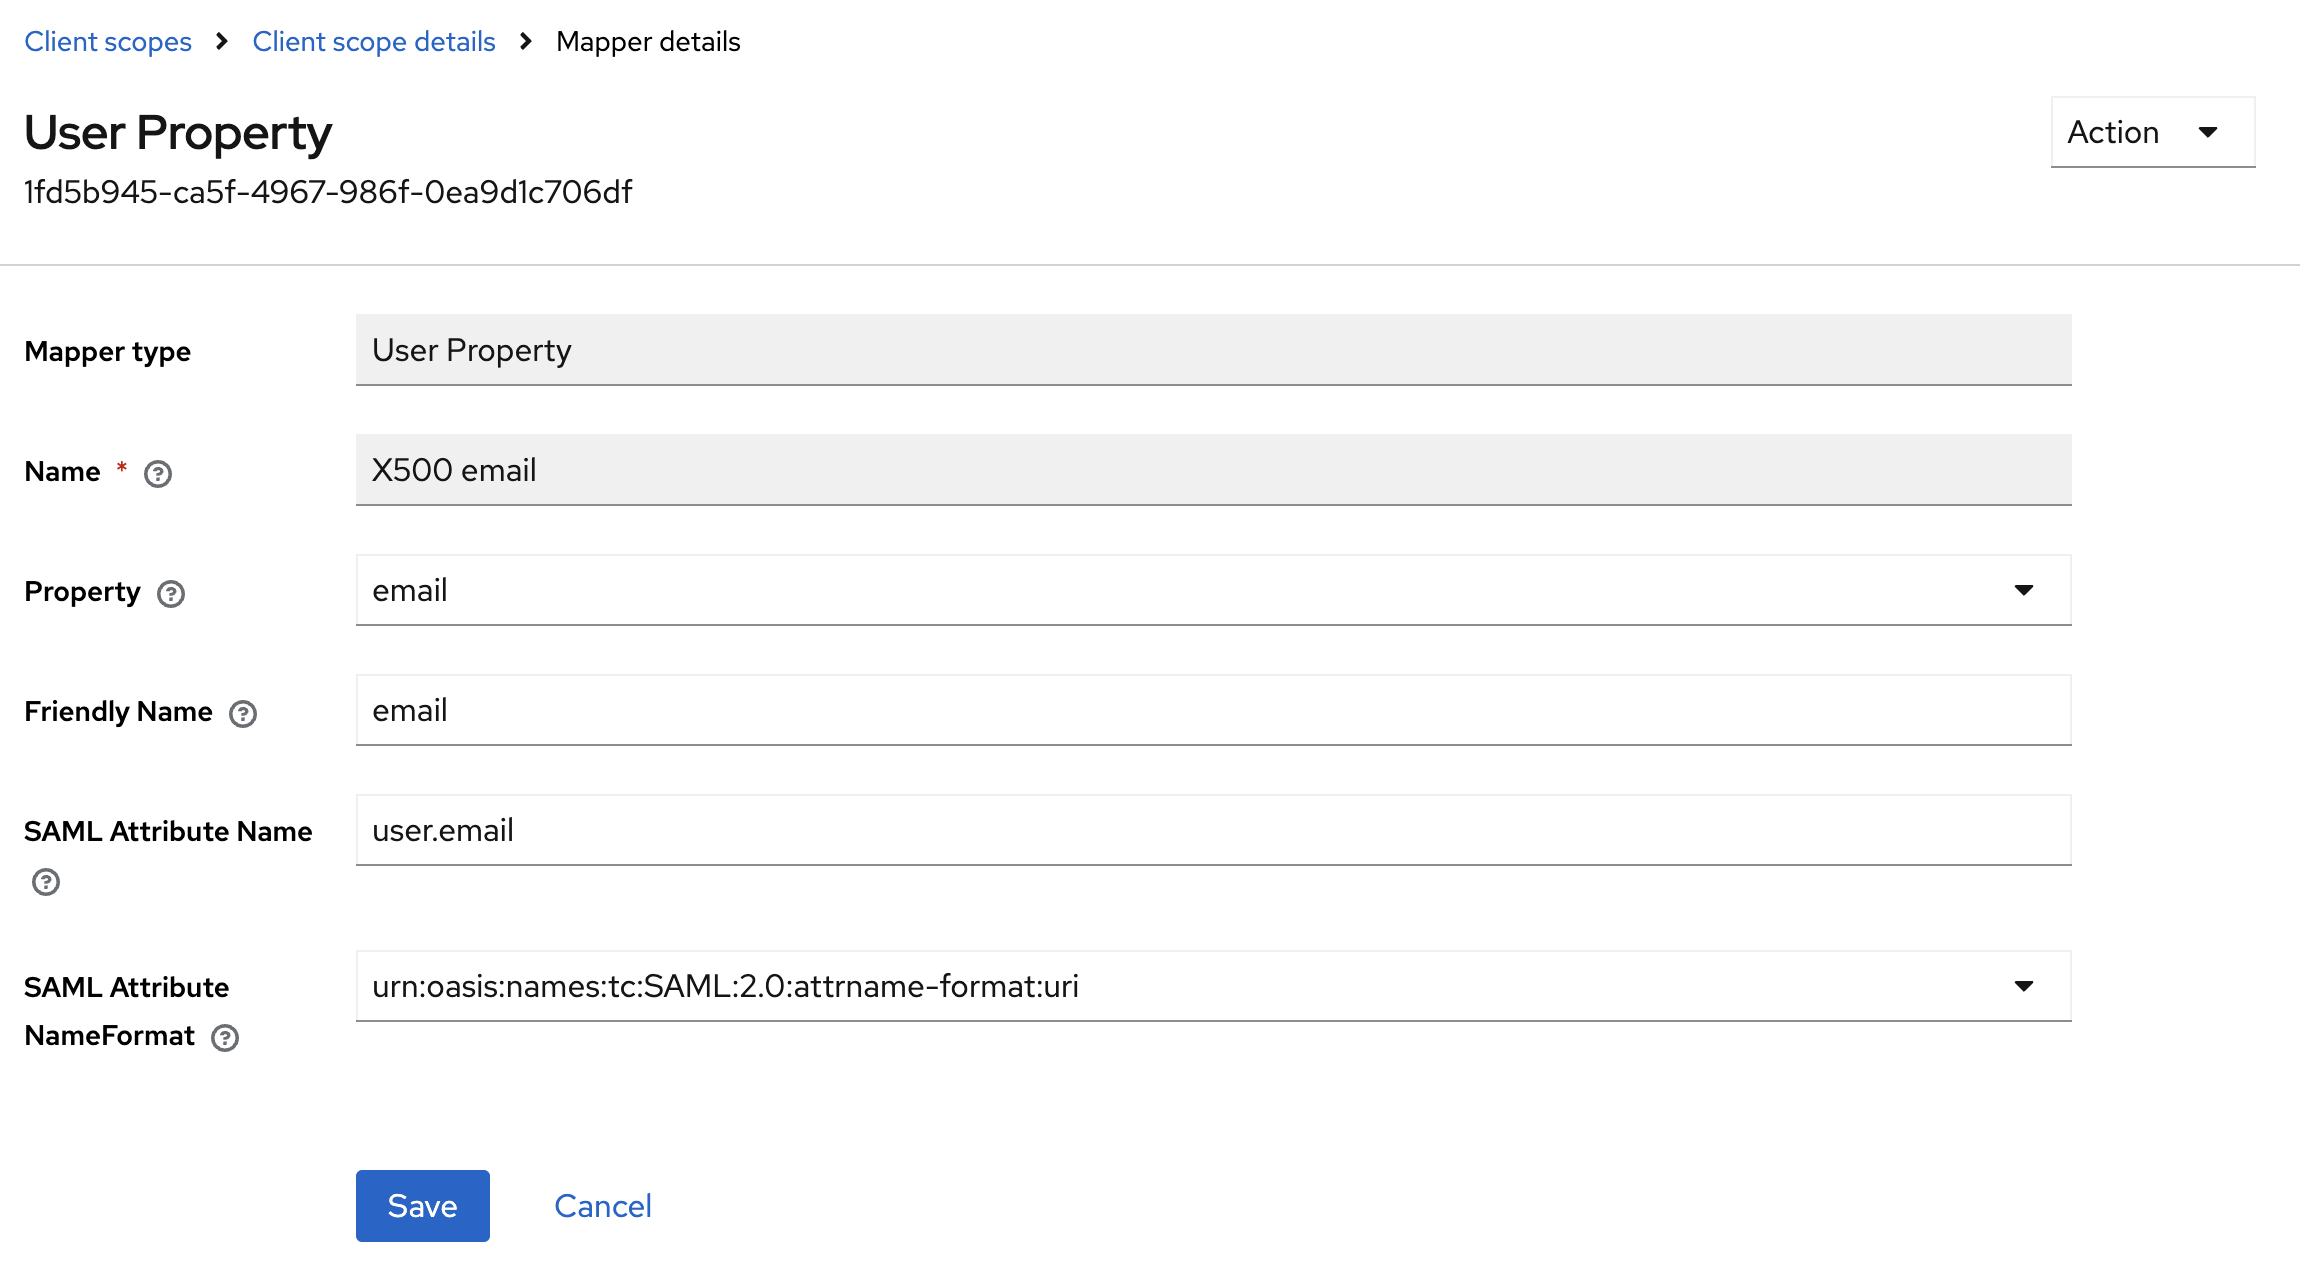 Client scopes > Client scope details > Mapper details
User Property
Action
1fd5b945-ca5f-4967-986f-0ea9d1c706df
Mapper type
User Property
Name *
X500 email
Property
email
Friendly Name
email
SAML Attribute Name
user.email
SAML Attribute
NameFormat
urn:oasis:names:tc:SAML:2.0:attrname-format:uri
Save
Cancel